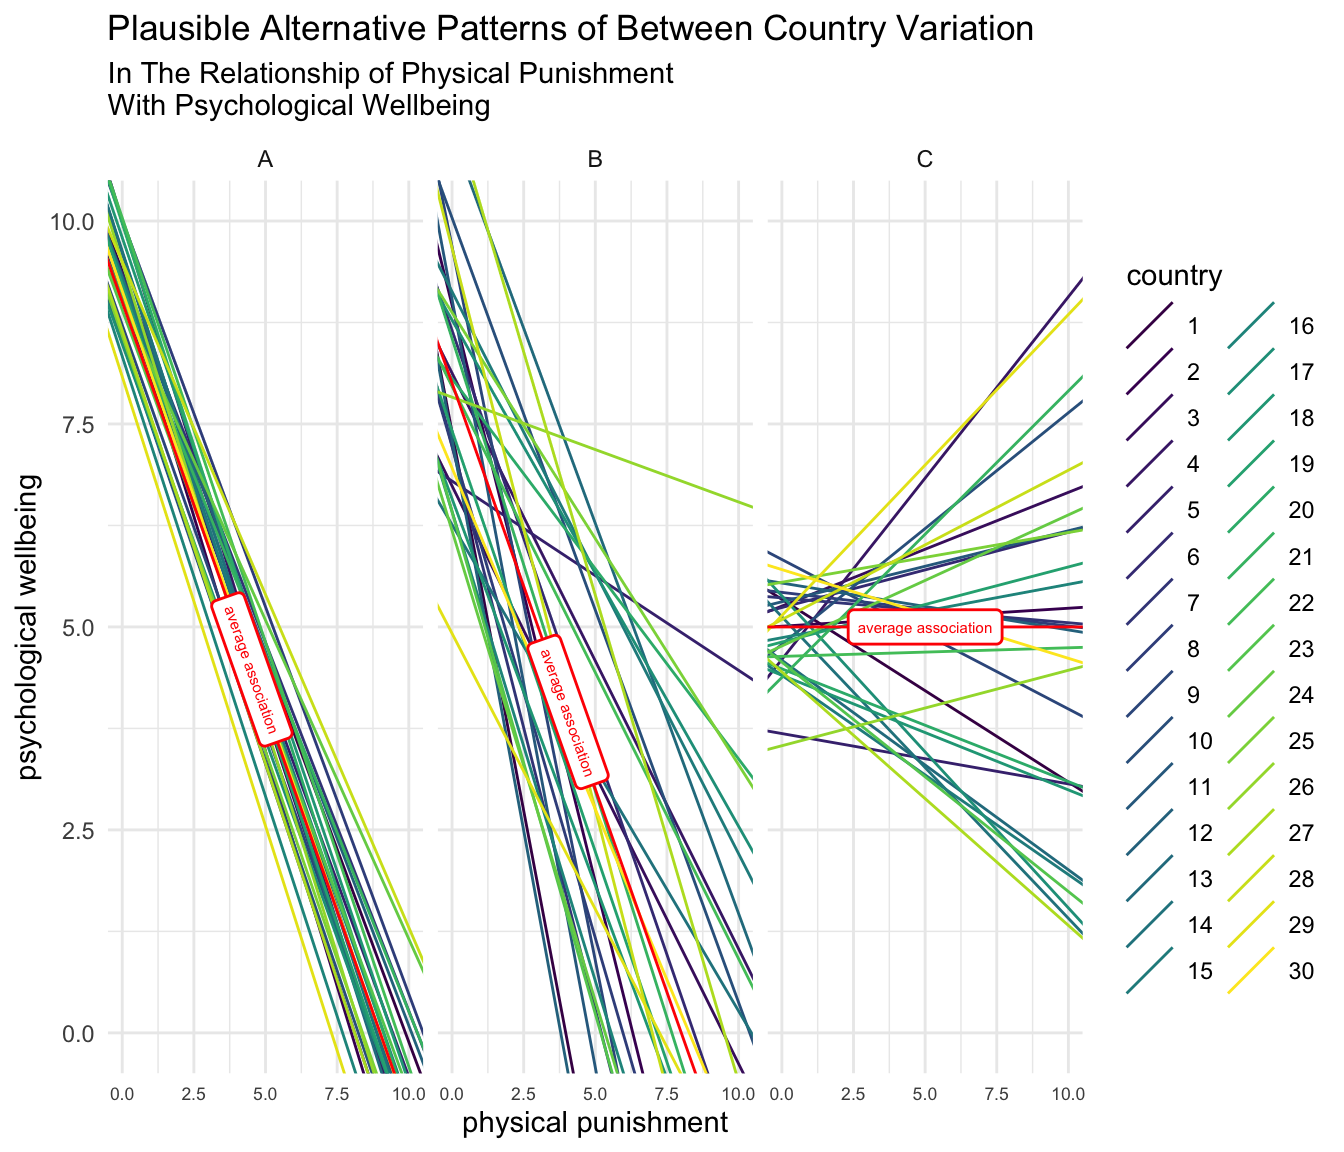 Plausible Alternative Patterns of Between Country Variation
In The Relationship of Physical Punishment
With Psychological Wellbeing
A
B
C
10.0
7.5
5.0
2.5
0.0
psychological wellbeing
average association
average association
average association
0.0 2.5 5.0 7.5 10.0
0.0 2.5 5.0 7.5 10.0
0.0 2.5 5.0 7.5 10.0
physical punishment
country
1 16
2 17
3 18
4 19
5 20
6 21
7 22
8 23
9 24
10 25
11 26
12 27
13 28
14 29
15 30